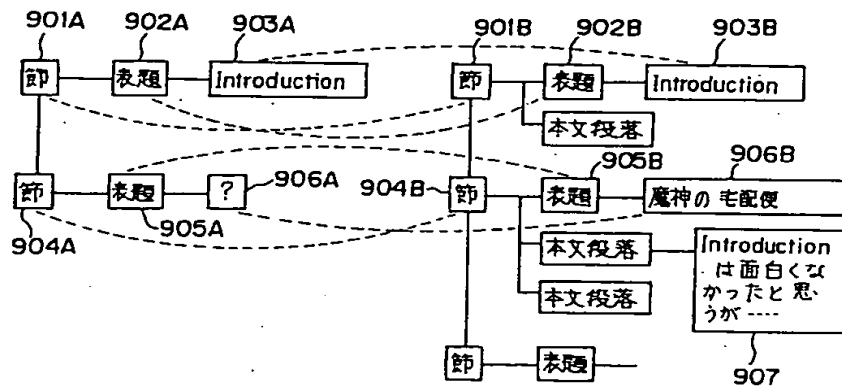 901A 902A 903A 901B 902B 903B
節 表題 Introduction 節 表題 Introduction
本文段落
905B 906B
節 表題 ? 906A 904B 節 表題 魔神の宅配便
904A 905A
本文段落 Introduction
は面白くな
かったと思
うが----
本文段落
907
節 表題